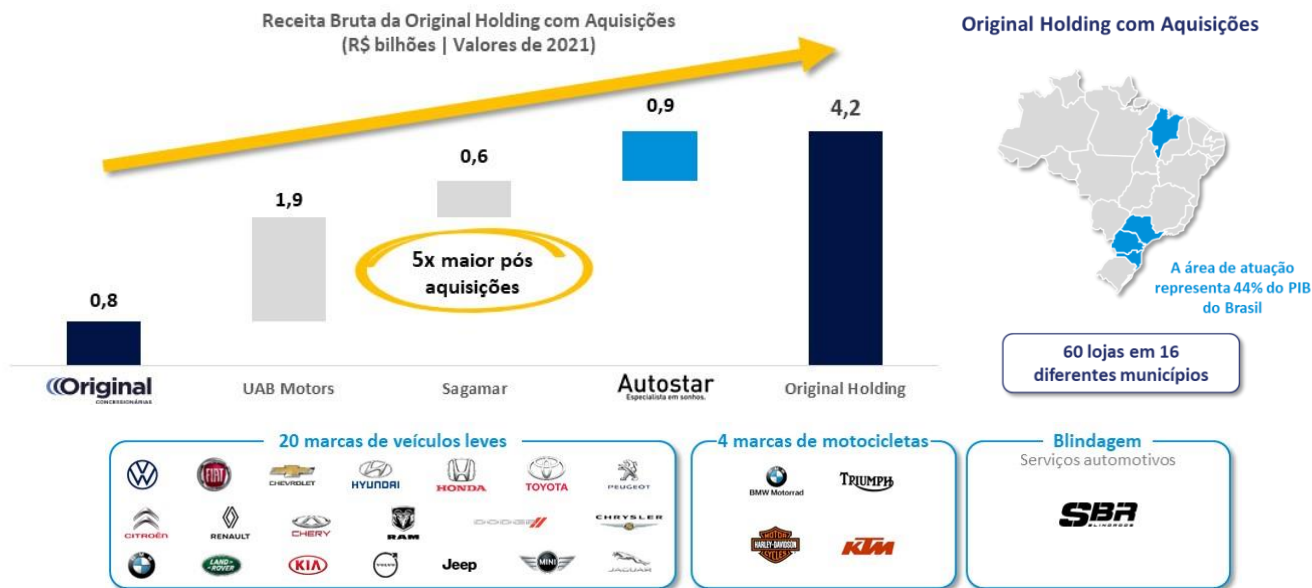 Receita Bruta da Original Holding com Aquisições
(R$ bilhões | Valores de 2021)
Original Holding com Aquisições
0,8
1,9
0,6
0,9
4,2
5x maior pós
aquisições
A área de atuação
representa 44% do PIB
do Brasil
60 lojas em 16
diferentes municípios
Original
CONCESSIONÁRIAS
UAB Motors
Sagamar
Autostar
Especialista em sonhos.
Original Holding
20 marcas de veículos leves
FIAT
CHEVROLET
HYUNDAI
HONDA
TOYOTA
PEUGEOT
CITROËN
RENAULT
CHERY
RAM
DODGE
CHRYSLER
LAND-
ROVER
KIA
VOLVO
Jeep
MINI
JAGUAR
4 marcas de motocicletas
BMW Motorrad
TRIUMPH
MOTOR
HARLEY-DAVIDSON
CYCLES
KTM
Blindagem
Serviços automotivos
SBR
BLINDADOS